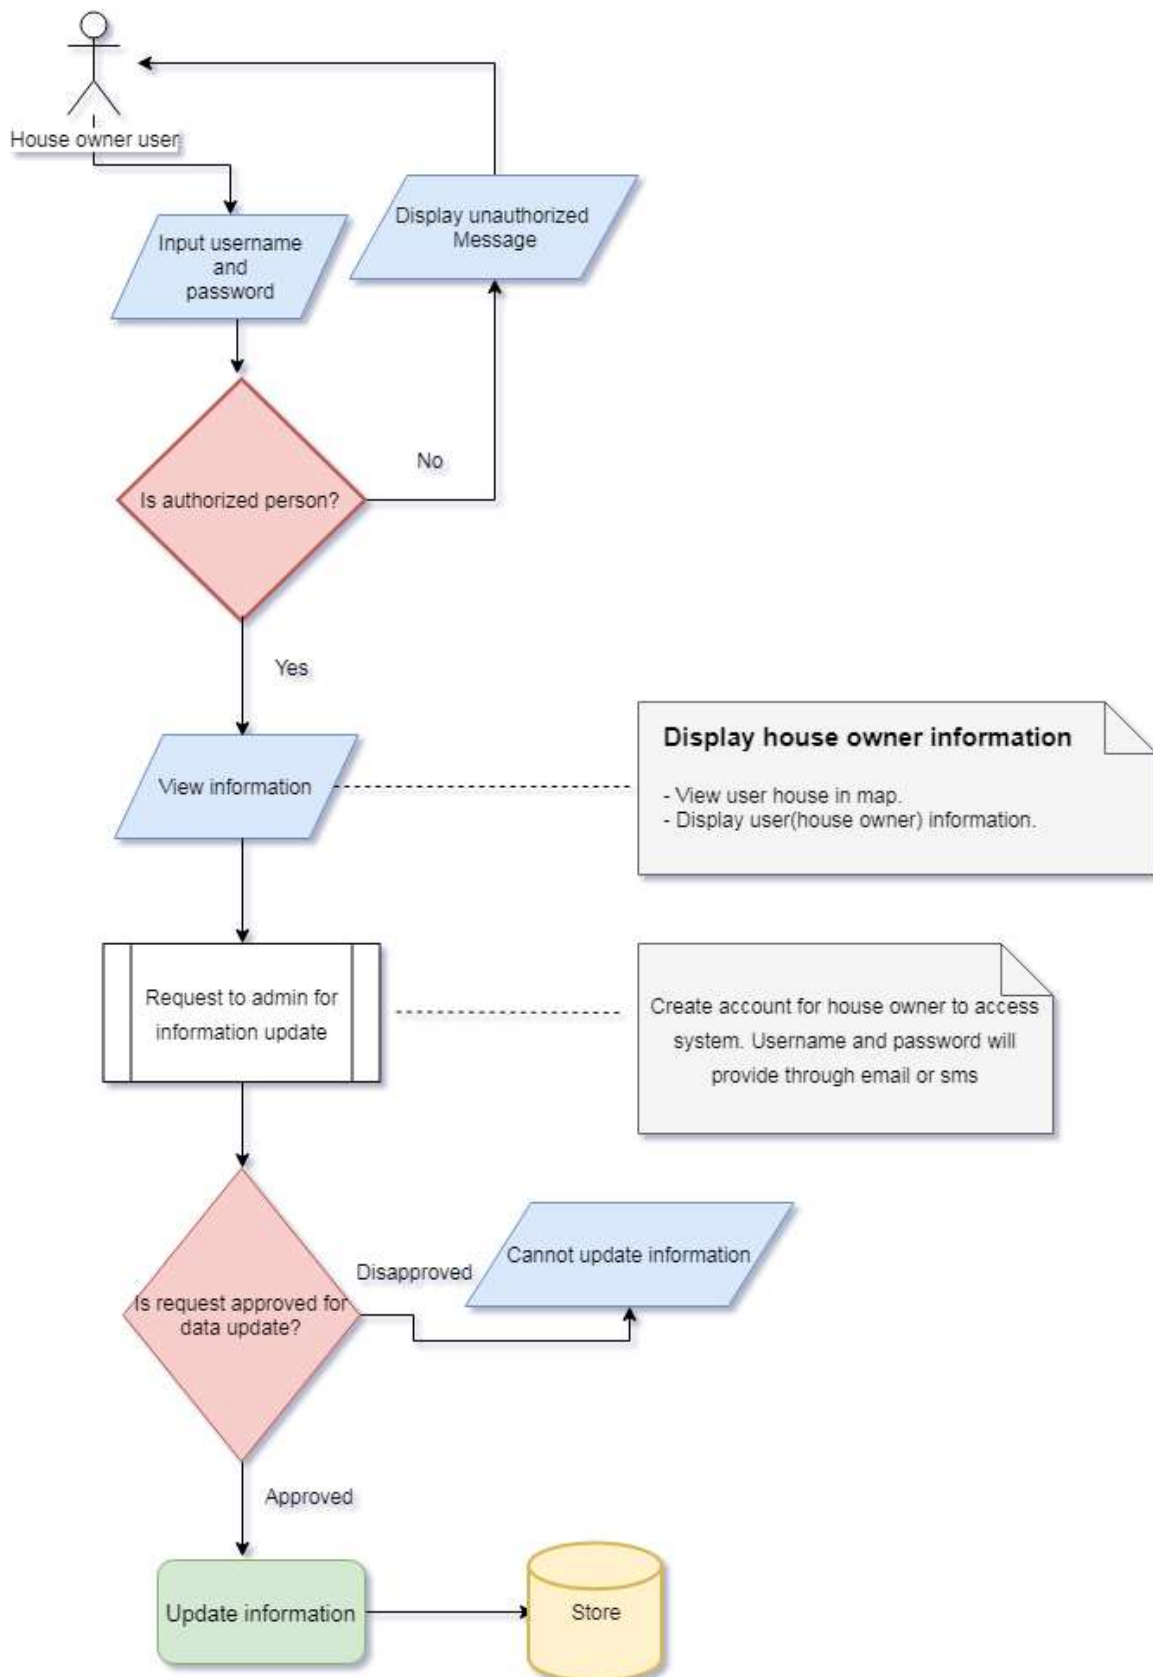 House owner user
Display unauthorized
Message
Input username
and
password
No
Is authorized person?
Yes
Display house owner information
View information
- View user house in map.
- Display user(house owner) information.
Request to admin for
information update
Create account for house owner to access
system. Username and password will
provide through email or sms
Cannot update information
Disapproved
Is request approved for
data update?
Approved
Update information
Store